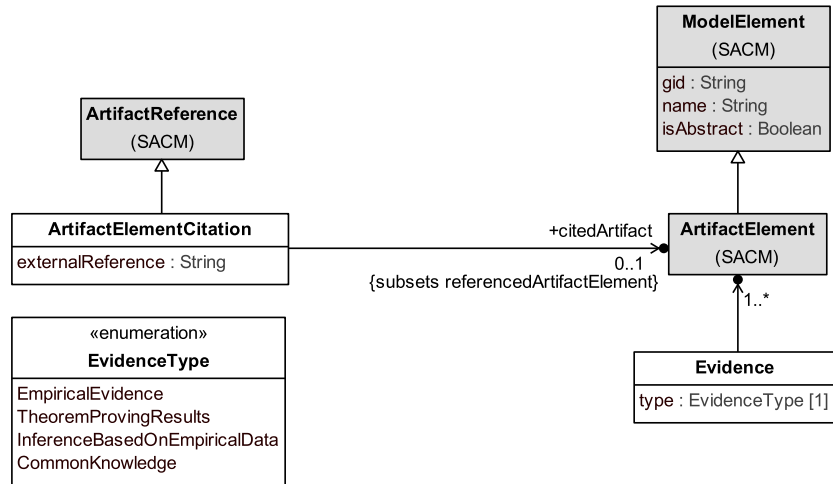 ModelElement
(SACM)
gid : String
name : String
isAbstract : Boolean
ArtifactReference
(SACM)
ArtifactElementCitation
externalReference : String
+citedArtifact
0..1
{subsets referencedArtifactElement}
ArtifactElement
(SACM)
1..*
«enumeration»
EvidenceType
EmpiricalEvidence
TheoremProvingResults
InferenceBasedOnEmpiricalData
CommonKnowledge
Evidence
type : EvidenceType [1]